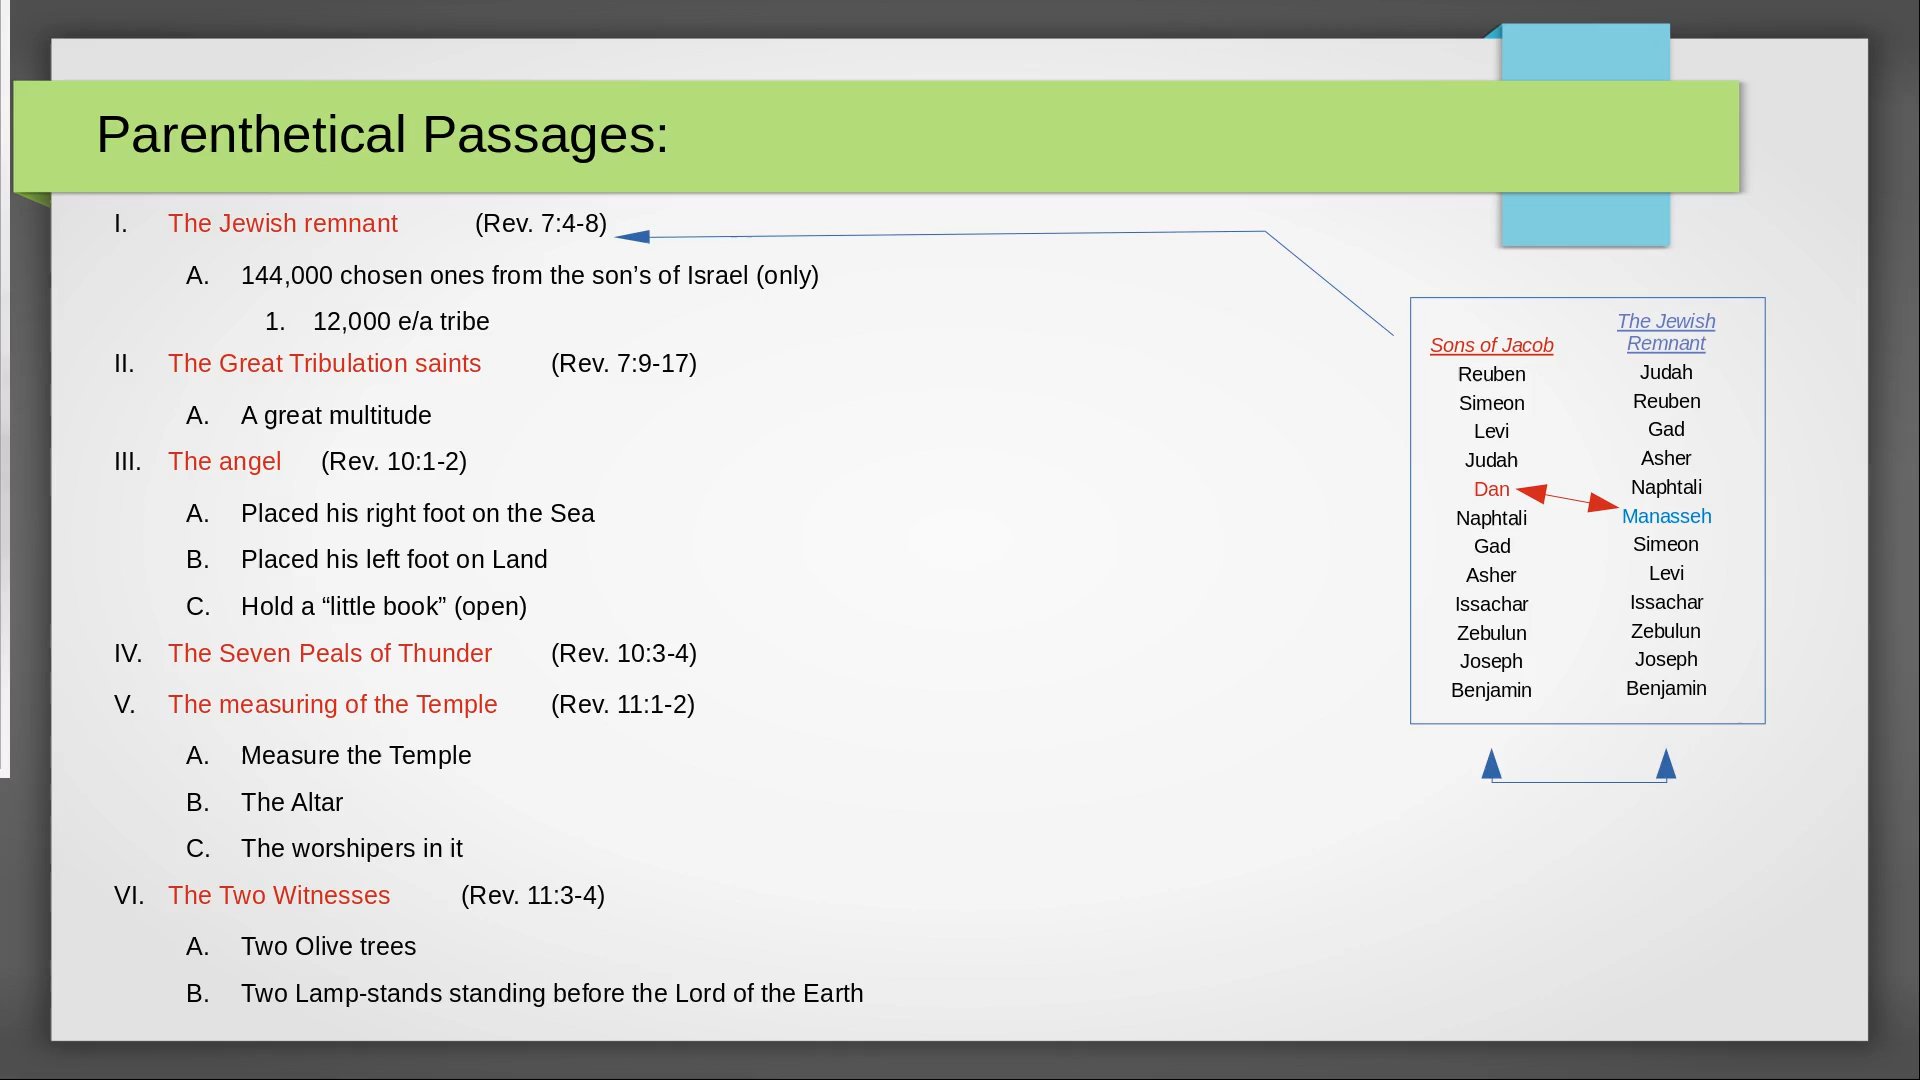 Parenthetical Passages:
I. The Jewish remnant (Rev. 7:4-8)
A. 144,000 chosen ones from the son’s of Israel (only)
1. 12,000 e/a tribe
II. The Great Tribulation saints (Rev. 7:9-17)
A. A great multitude
III. The angel (Rev. 10:1-2)
A. Placed his right foot on the Sea
B. Placed his left foot on Land
C. Hold a “little book” (open)
IV. The Seven Peals of Thunder (Rev. 10:3-4)
V. The measuring of the Temple (Rev. 11:1-2)
A. Measure the Temple
B. The Altar
C. The worshipers in it
VI. The Two Witnesses (Rev. 11:3-4)
A. Two Olive trees
B. Two Lamp-stands standing before the Lord of the Earth
Sons of Jacob
Reuben
Simeon
Levi
Judah
Dan
Naphtali
Gad
Asher
Issachar
Zebulun
Joseph
Benjamin
The Jewish
Remnant
Judah
Reuben
Gad
Asher
Naphtali
Manasseh
Simeon
Levi
Issachar
Zebulun
Joseph
Benjamin